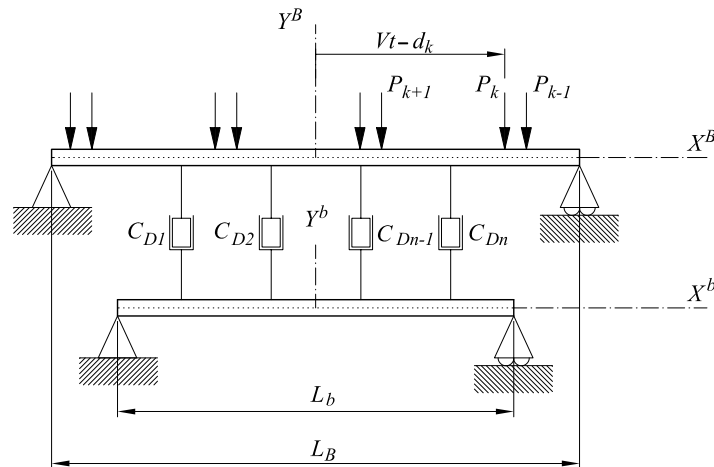 Y^B
Vt-d_k
P_{k+1} P_k P_{k-1}
X^B
C_{D1} C_{D2} Y^b C_{Dn-1} C_{Dn}
X^b
L_b
L_B